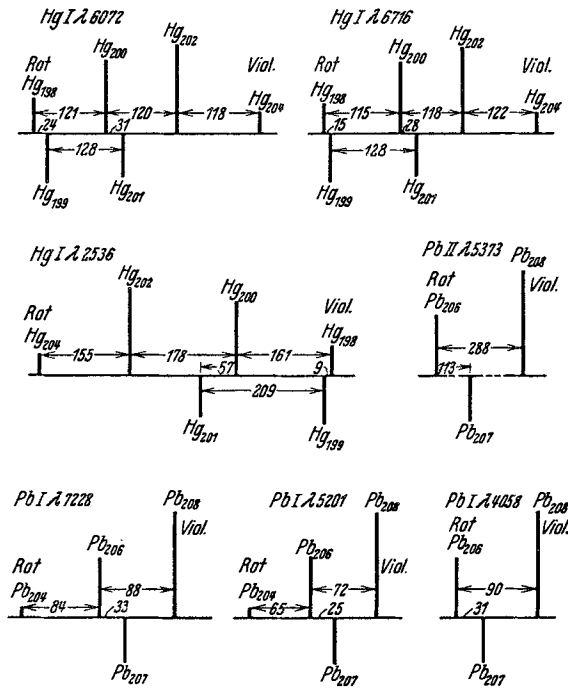 Hg I λ 6072
Rot
Hg198
Hg200
Hg202
Viol.
Hg204
121
120
118
24
31
128
Hg199
Hg201
Hg I λ 6716
Rot
Hg198
Hg200
Hg202
Viol.
Hg204
115
118
122
15
28
128
Hg199
Hg201
Hg I λ 2536
Rot
Hg204
Hg202
Hg200
Viol.
Hg198
155
178
161
57
9
209
Hg201
Hg199
Pb II λ 5373
Rot
Pb206
Pb208
Viol.
288
113
Pb207
Pb I λ 7228
Rot
Pb204
Pb206
Pb208
Viol.
84
88
33
Pb207
Pb I λ 5201
Rot
Pb204
Pb206
Pb208
Viol.
65
72
25
Pb207
Pb I λ 4058
Rot
Pb206
Pb208
Viol.
90
31
Pb207